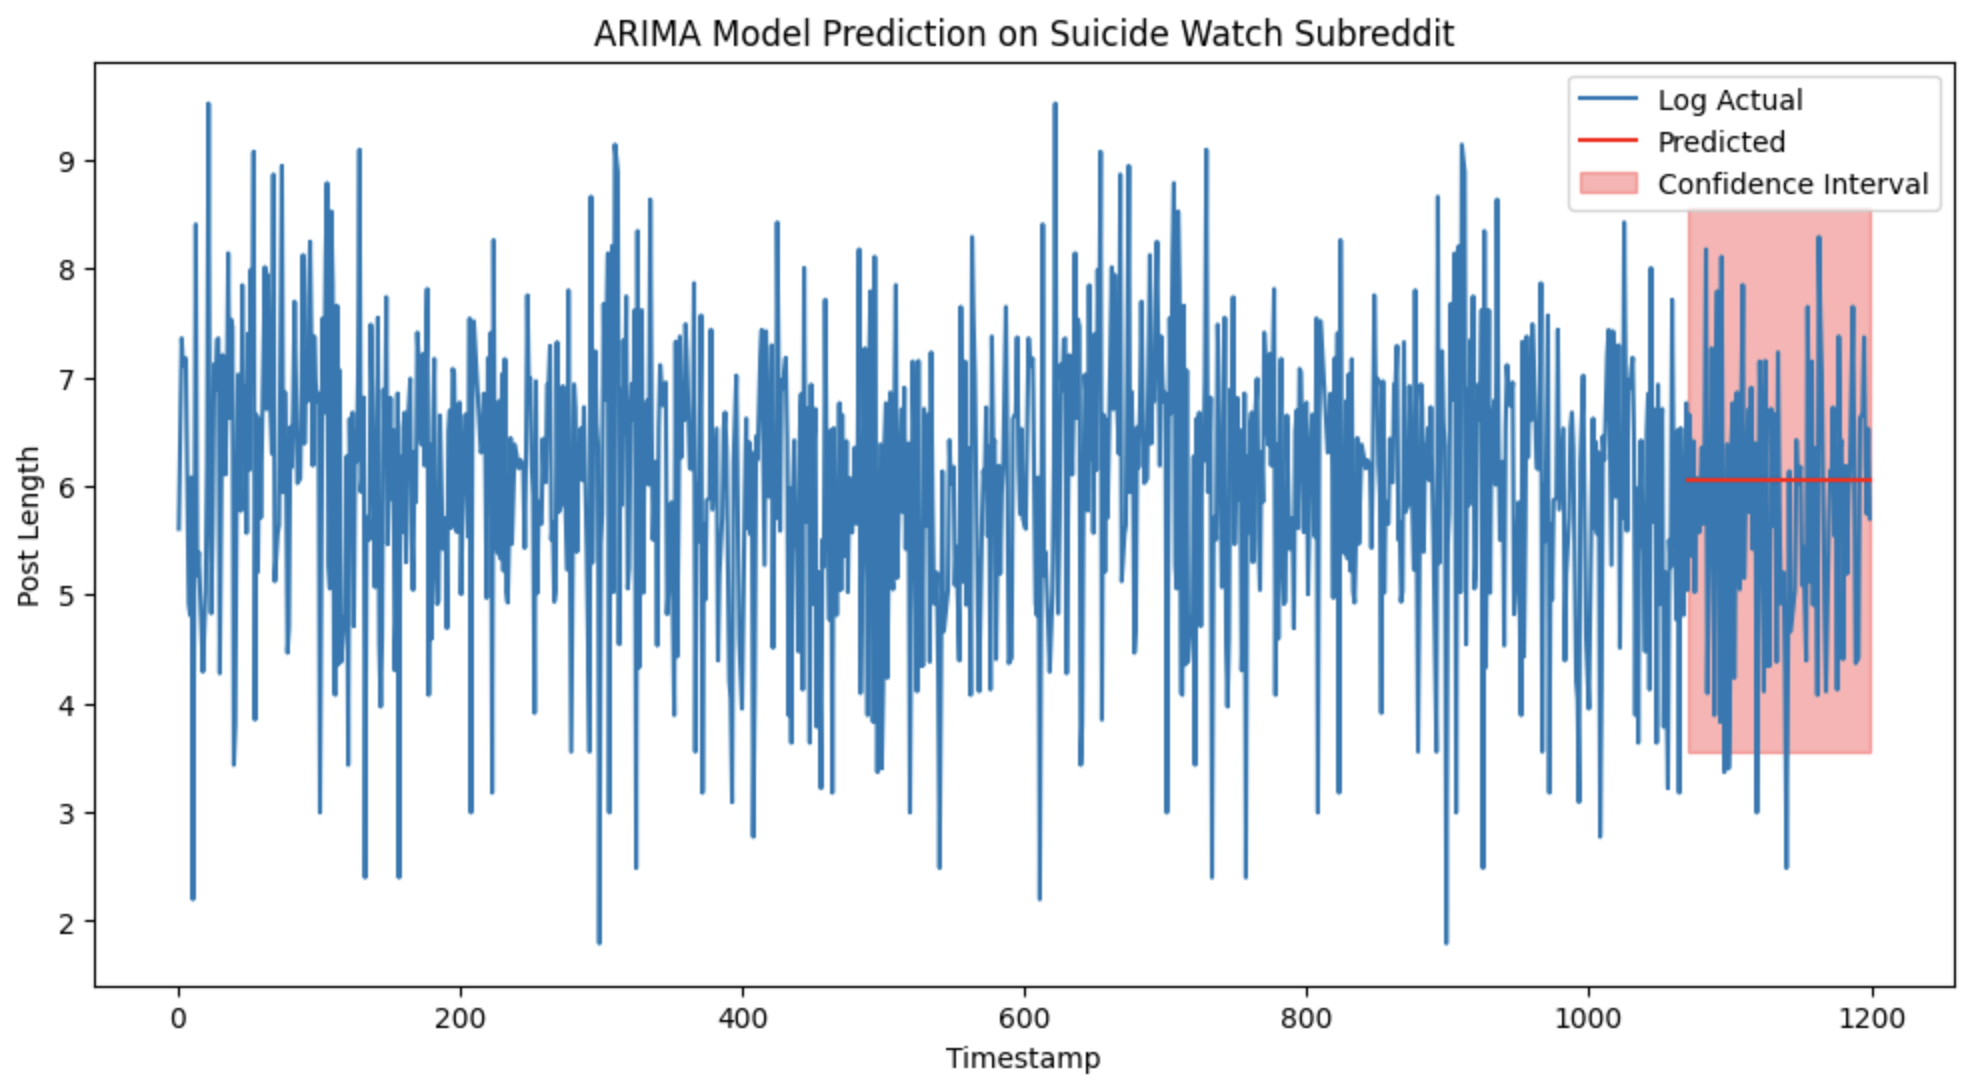 ARIMA Model Prediction on Suicide Watch Subreddit
Log Actual
Predicted
Confidence Interval
Post Length
9
8
7
6
5
4
3
2
0 200 400 600 800 1000 1200
Timestamp